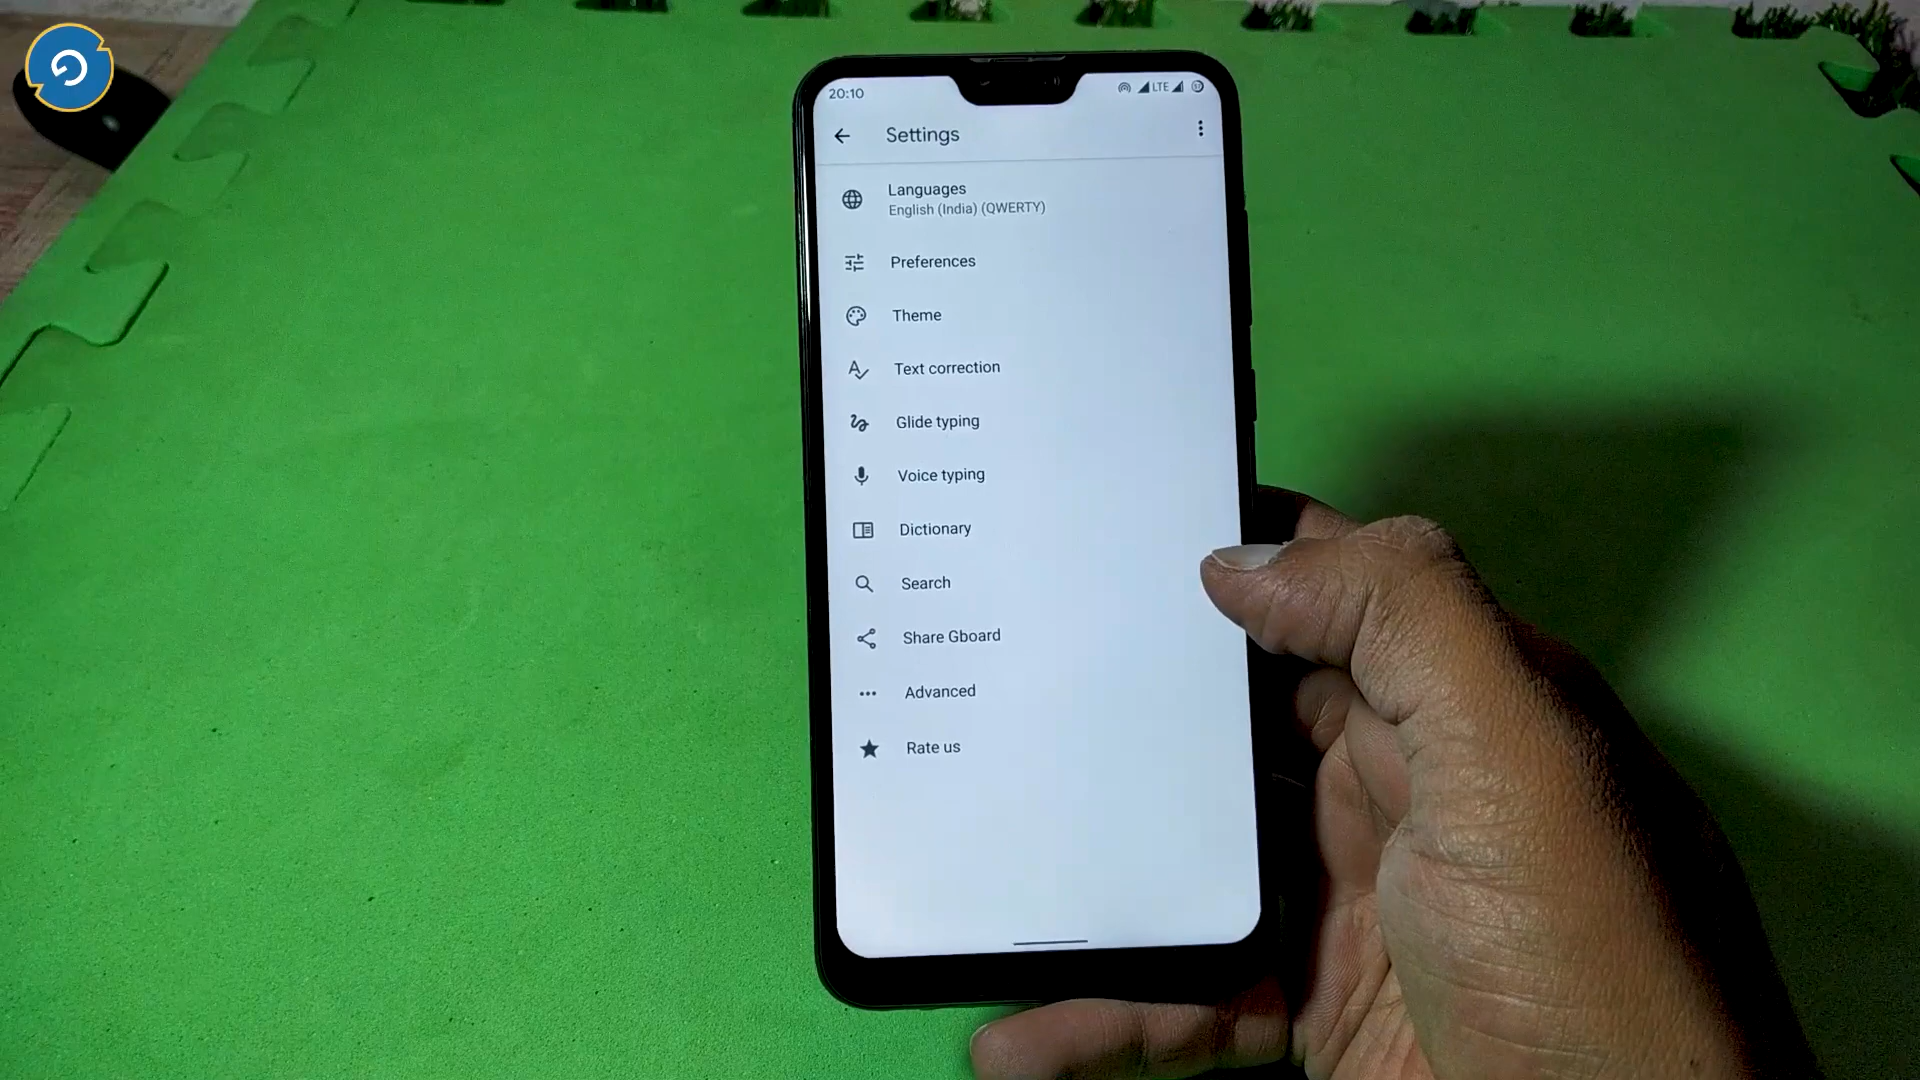 20:10
LTE
Settings
Languages
English (India) (QWERTY)
Preferences
Theme
Text correction
Glide typing
Voice typing
Dictionary
Search
Share Gboard
Advanced
Rate us